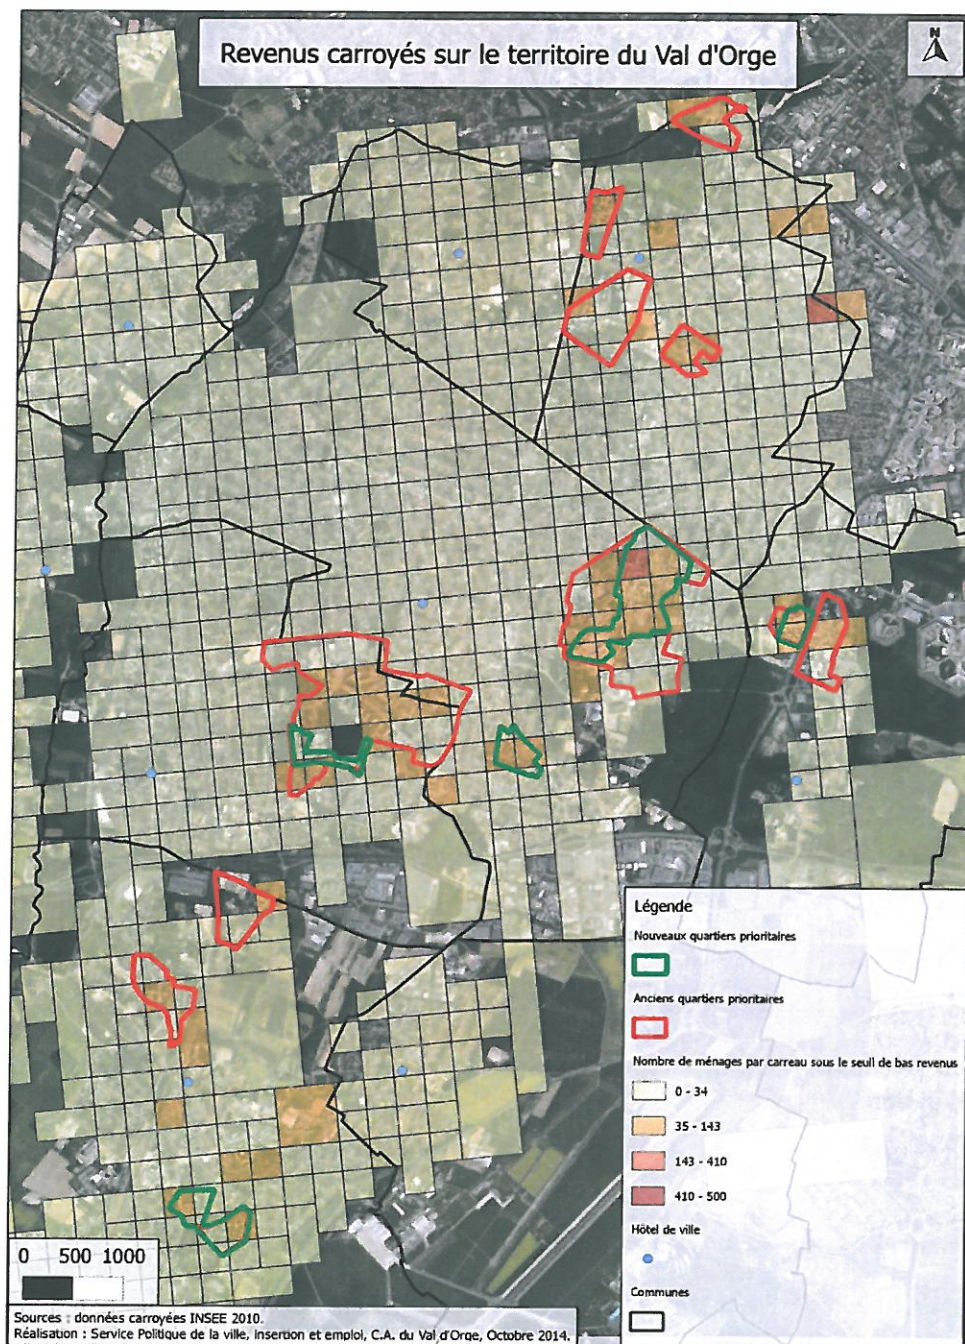 Revenus carroyés sur le territoire du Val d'Orge
N
Légende
Nouveaux quartiers prioritaires
Anciens quartiers prioritaires
Nombre de ménages par carreau sous le seuil de bas revenus
0 - 34
35 - 143
143 - 410
410 - 500
Hôtel de ville
Communes
0 500 1000
Sources : données carroyées INSEE 2010.
Réalisation : Service Politique de la ville, insertion et emploi, C.A. du Val d'Orge, Octobre 2014.